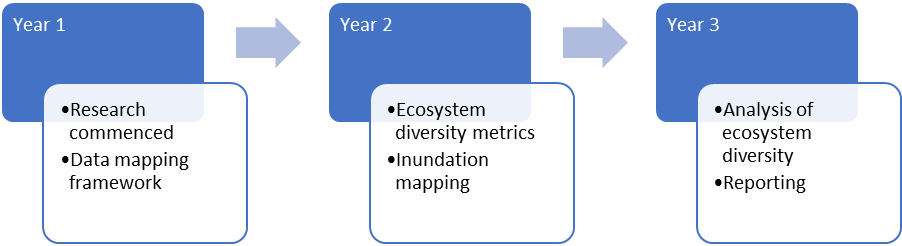 Year 1
•Research
commenced
•Data mapping
framework
Year 2
•Ecosystem
diversity metrics
•Inundation
mapping
Year 3
•Analysis of
ecosystem
diversity
•Reporting